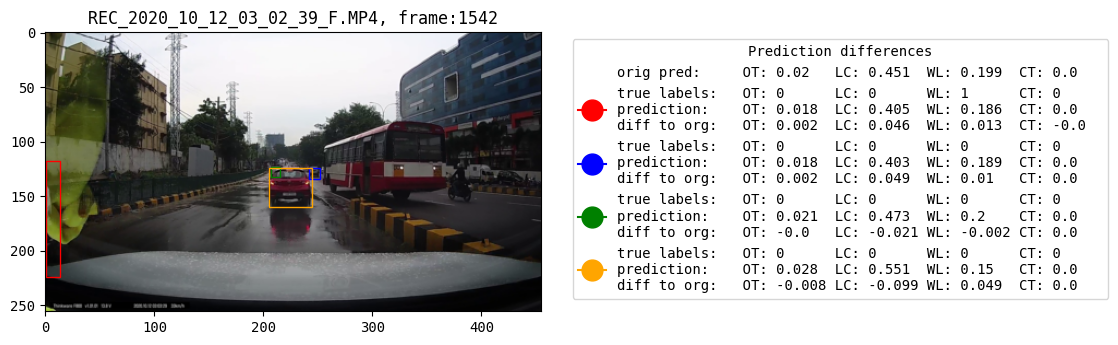 REC_2020_10_12_03_02_39_F.MP4, frame:1542
0
50
100
150
200
250
0 100 200 300 400
Prediction differences
orig pred: OT: 0.02 LC: 0.451 WL: 0.199 CT: 0.0
true labels: OT: 0 LC: 0 WL: 1 CT: 0
prediction: OT: 0.018 LC: 0.405 WL: 0.186 CT: 0.0
diff to org: OT: 0.002 LC: 0.046 WL: 0.013 CT: -0.0
true labels: OT: 0 LC: 0 WL: 0 CT: 0
prediction: OT: 0.018 LC: 0.403 WL: 0.189 CT: 0.0
diff to org: OT: 0.002 LC: 0.049 WL: 0.01 CT: 0.0
true labels: OT: 0 LC: 0 WL: 0 CT: 0
prediction: OT: 0.021 LC: 0.473 WL: 0.2 CT: 0.0
diff to org: OT: -0.0 LC: -0.021 WL: -0.002 CT: 0.0
true labels: OT: 0 LC: 0 WL: 0 CT: 0
prediction: OT: 0.028 LC: 0.551 WL: 0.15 CT: 0.0
diff to org: OT: -0.008 LC: -0.099 WL: 0.049 CT: 0.0